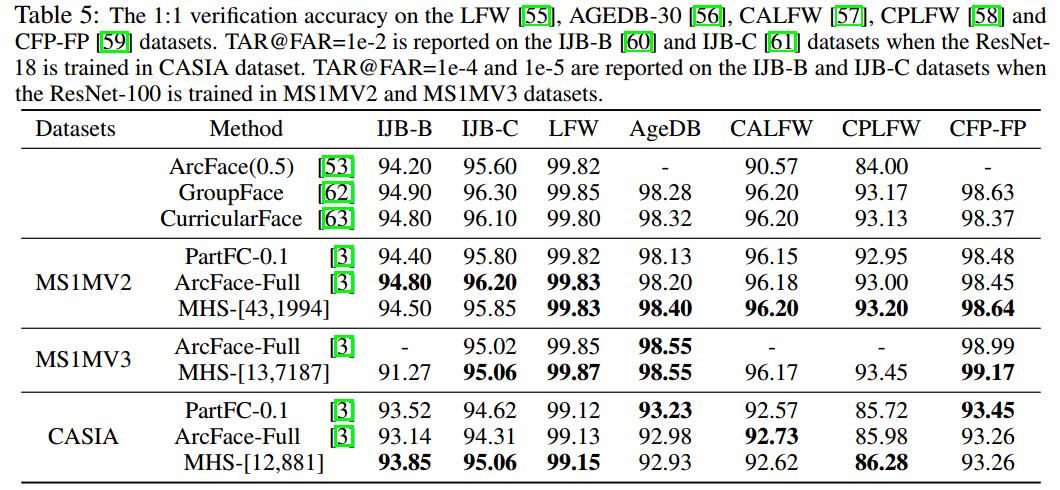 Table 5: The 1:1 verification accuracy on the LFW [55], AGEDB-30 [56], CALFW [57], CPLFW [58] and
CFP-FP [59] datasets. TAR@FAR=1e-2 is reported on the IJB-B [60] and IJB-C [61] datasets when the ResNet-
18 is trained in CASIA dataset. TAR@FAR=1e-4 and 1e-5 are reported on the IJB-B and IJB-C datasets when
the ResNet-100 is trained in MS1MV2 and MS1MV3 datasets.
Datasets Method IJB-B IJB-C LFW AgeDB CALFW CPLFW CFP-FP
ArcFace(0.5) [53] 94.20 95.60 99.82 - 90.57 84.00 -
GroupFace [62] 94.90 96.30 99.85 98.28 96.20 93.17 98.63
CurricularFace [63] 94.80 96.10 99.80 98.32 96.20 93.13 98.37
PartFC-0.1 [3] 94.40 95.80 99.82 98.13 96.15 92.95 98.48
MS1MV2 ArcFace-Full [3] 94.80 96.20 99.83 98.20 96.18 93.00 98.45
MHS-[43,1994] 94.50 95.85 99.83 98.40 96.20 93.20 98.64
MS1MV3 ArcFace-Full [3] - 95.02 99.85 98.55 - - 98.99
MHS-[13,7187] 91.27 95.06 99.87 98.55 96.17 93.45 99.17
PartFC-0.1 [3] 93.52 94.62 99.12 93.23 92.57 85.72 93.45
CASIA ArcFace-Full [3] 93.14 94.31 99.13 92.98 92.73 85.98 93.26
MHS-[12,881] 93.85 95.06 99.15 92.93 92.62 86.28 93.26